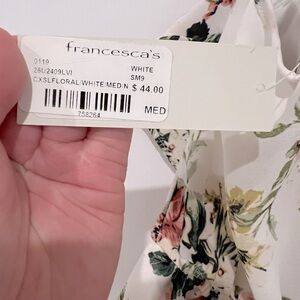 francesca's
0119
WHITE
SM9
CXSLFLORAL/WHITE/MED/N $ 44.00
758264
MED